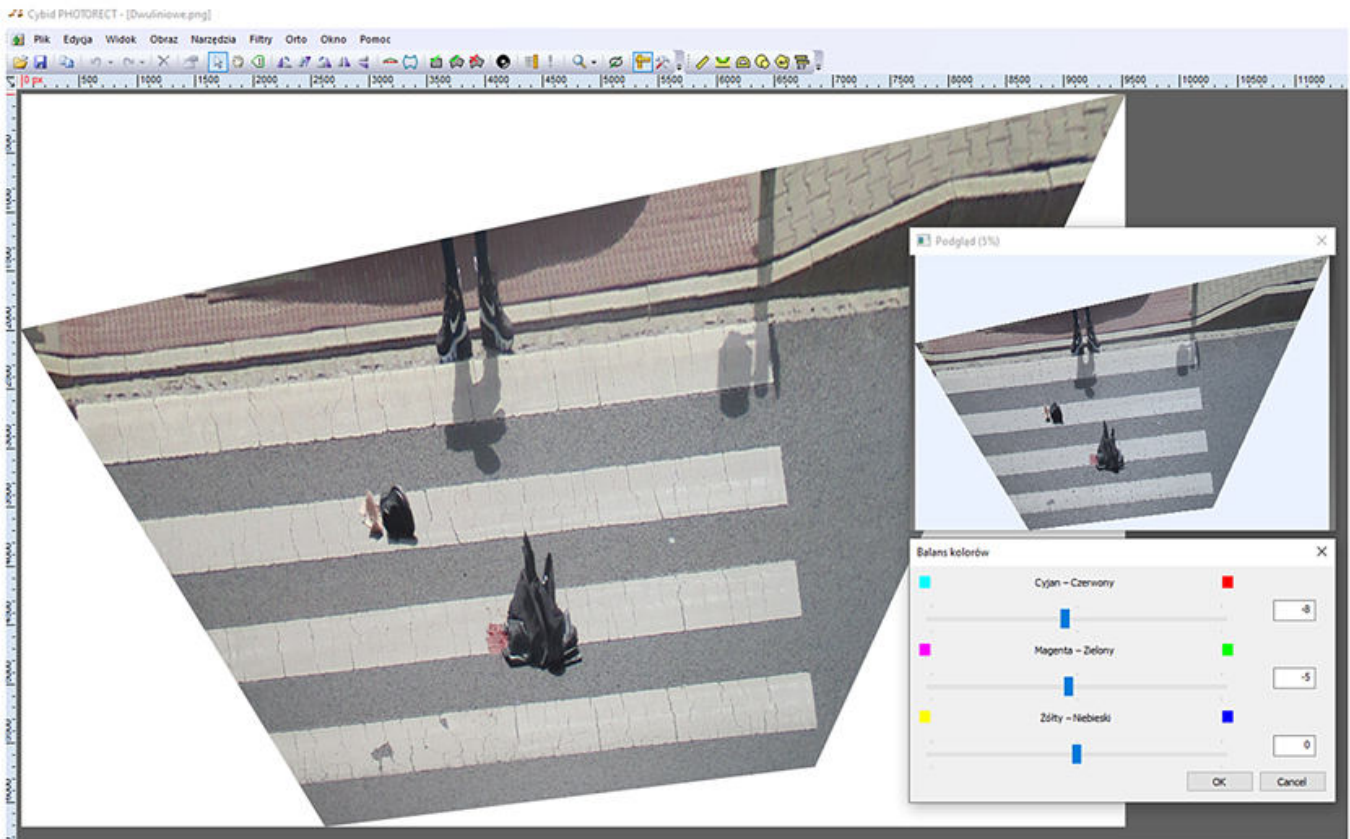 Cybid PHOTORECT - [Dwuliniowe.png]
Plik Edycja Widok Obraz Narzędzia Filtry Orto Okno Pomoc
0 px 500 1000 1500 2000 2500 3000 3500 4000 4500 5000 5500 6000 6500 7000 7500 8000 8500 9000 9500 10000 10500 11000
Podgląd (5%)
Balans kolorów
Cyjan – Czerwony
-8
Magenta – Zielony
-5
Żółty – Niebieski
0
OK Cancel